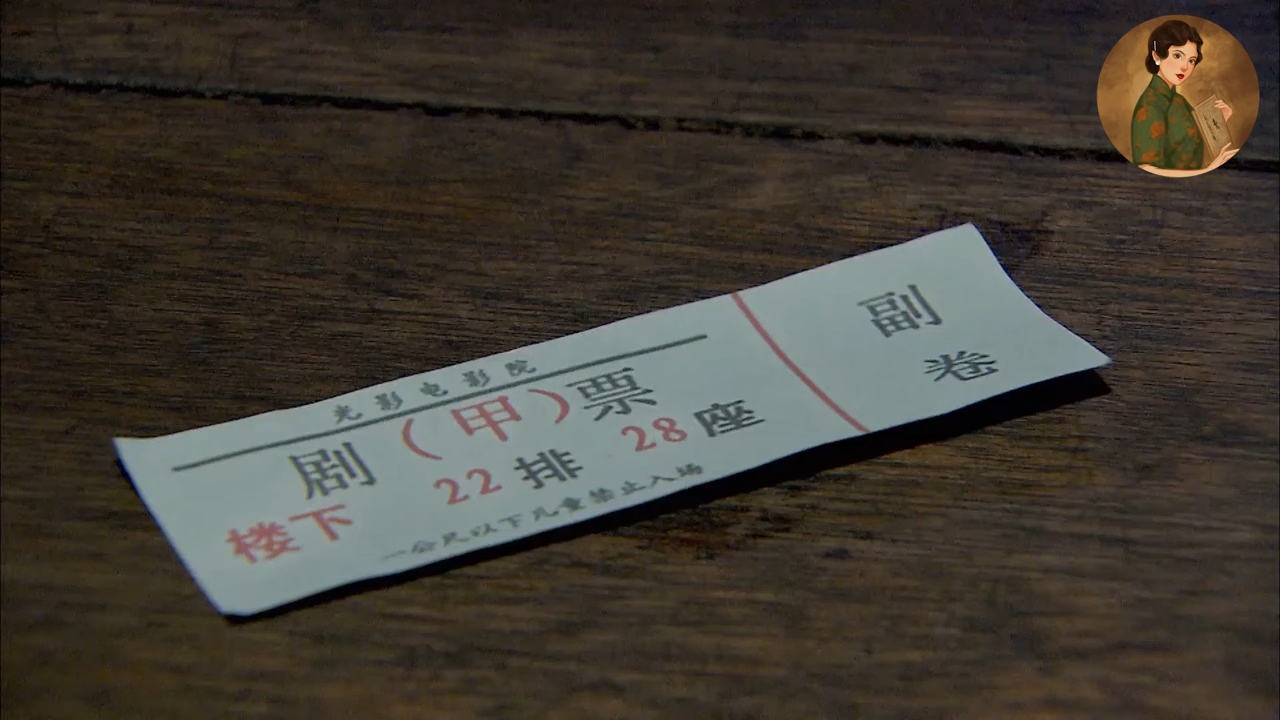 光影电影院
剧（甲）票
楼下 22排 28座
一公尺以下儿童禁止入场
副
卷